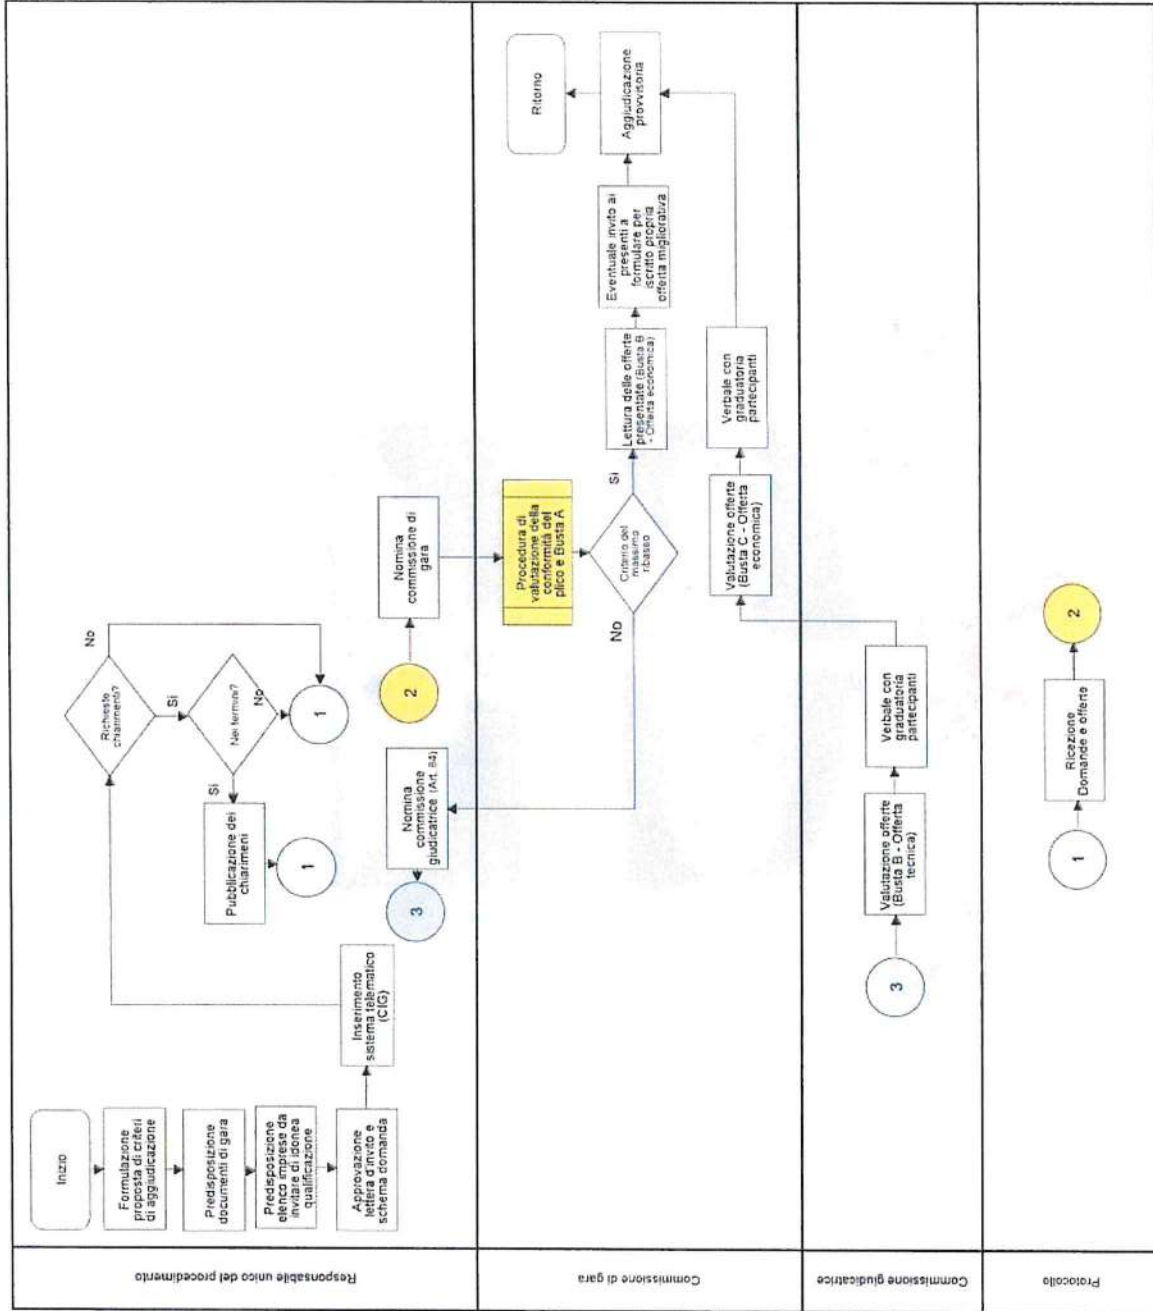 Responsabile unico del procedimento
Inizio
Formulazione
proposta di criteri
di aggiudicazione
Predisposizione
documenti di gara
Predisposizione
elenco imprese da
invitare di idonea
qualificazione
Approvazione
lettera d'invito e
schema domanda
Inserimento
sistema telematico
(CIG)
Richieste
chiarimenti?
No
Si
Nei termini?
No
Si
Pubblicazione dei
chiarimeni
1
1
2
Nomina
commissione di
gara
Nomina
commissione
giudicatrice (Art. 84)
3
Commissione di gara
Procedura di
valutazione della
conformità del
plico e Busta A
Criterio del
massimo
ribasso
No
Si
Lettura delle offerte
presentate (Busta B
- Offerta economica)
Eventuale invito ai
presenti a
formulare per
iscritto propria
offerta migliorativa
Aggiudicazione
provvisoria
Ritorno
Valutazione offerte
(Busta C - Offerta
economica)
Verbale con
graduatoria
partecipanti
Commissione giudicatrice
3
Valutazione offerte
(Busta B - Offerta
tecnica)
Verbale con
graduatoria
partecipanti
Protocollo
1
Ricezione
Domande e offerte
2